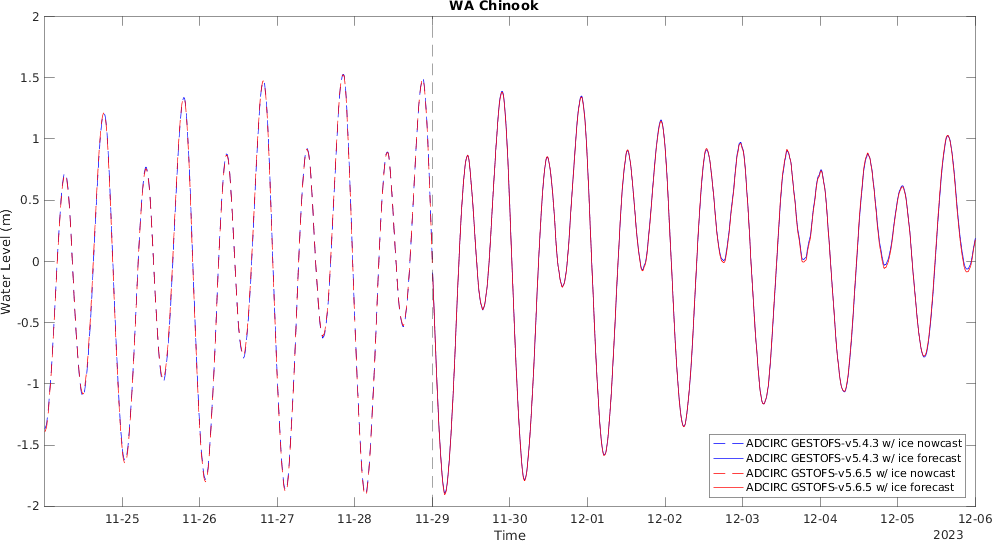 WA Chinook
2
1.5
1
0.5
0
-0.5
-1
-1.5
-2
Water Level (m)
11-25 11-26 11-27 11-28 11-29 11-30 12-01 12-02 12-03 12-04 12-05 12-06
Time
2023
ADCIRC GESTOFS-v5.4.3 w/ ice nowcast
ADCIRC GESTOFS-v5.4.3 w/ ice forecast
ADCIRC GSTOFS-v5.6.5 w/ ice nowcast
ADCIRC GSTOFS-v5.6.5 w/ ice forecast